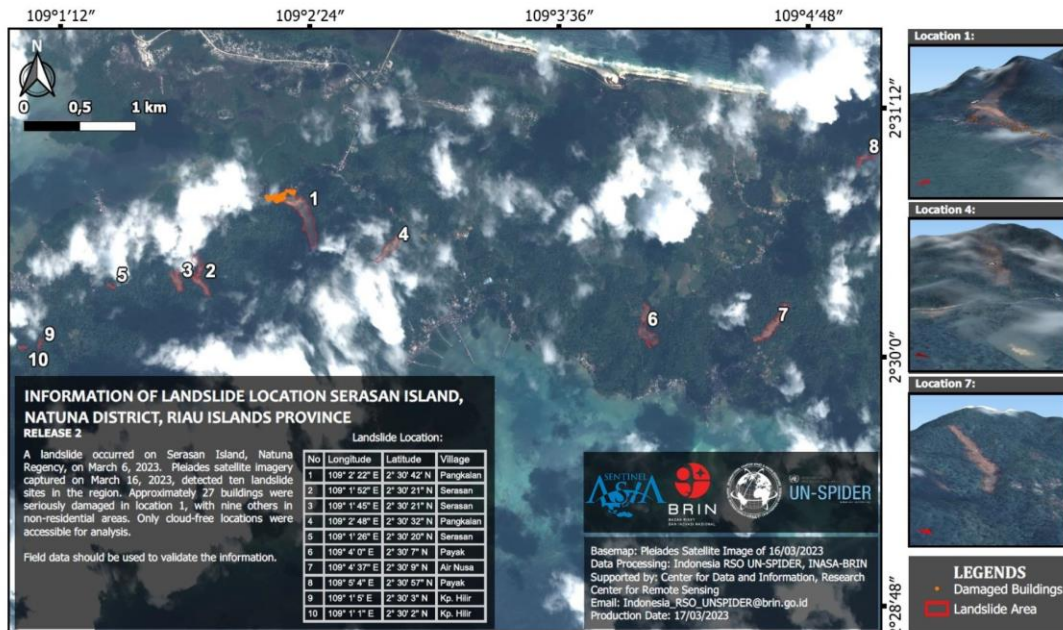 109°1'12" 109°2'24" 109°3'36" 109°4'48"
N
0 0,5 1 km
2°31'12"
2°30'0"
2°28'48"
1
2
3
4
5
6
7
8
9
10
INFORMATION OF LANDSLIDE LOCATION SERASAN ISLAND,
NATUNA DISTRICT, RIAU ISLANDS PROVINCE
RELEASE 2
A landslide occurred on Serasan Island, Natuna
Regency, on March 6, 2023. Pleiades satellite imagery
captured on March 16, 2023, detected ten landslide
sites in the region. Approximately 27 buildings were
seriously damaged in location 1, with nine others in
non-residential areas. Only cloud-free locations were
accessible for analysis.
Field data should be used to validate the information.
Landslide Location:
No Longitude Latitude Village
1 109° 2' 22" E 2° 30' 42" N Pangkalan
2 109° 1' 52" E 2° 30' 21" N Serasan
3 109° 1' 45" E 2° 30' 21" N Serasan
4 109° 2' 48" E 2° 30' 32" N Pangkalan
5 109° 1' 26" E 2° 30' 20" N Serasan
6 109° 4' 0" E 2° 30' 7" N Payak
7 109° 4' 37" E 2° 30' 9" N Air Nusa
8 109° 5' 4" E 2° 30' 57" N Payak
9 109° 1' 5" E 2° 30' 3" N Kp. Hilir
10 109° 1' 1" E 2° 30' 2" N Kp. Hilir
SENTINEL
ASIA
BRIN
BADAN RISET
DAN INOVASI NASIONAL
UN-SPIDER
Basemap: Pleiades Satellite Image of 16/03/2023
Data Processing: Indonesia RSO UN-SPIDER, INASA-BRIN
Supported by: Center for Data and Information, Research
Center for Remote Sensing
Email: Indonesia_RSO_UNSPIDER@brin.go.id
Production Date: 17/03/2023
Location 1:
Location 4:
Location 7:
LEGENDS
Damaged Buildings
Landslide Area